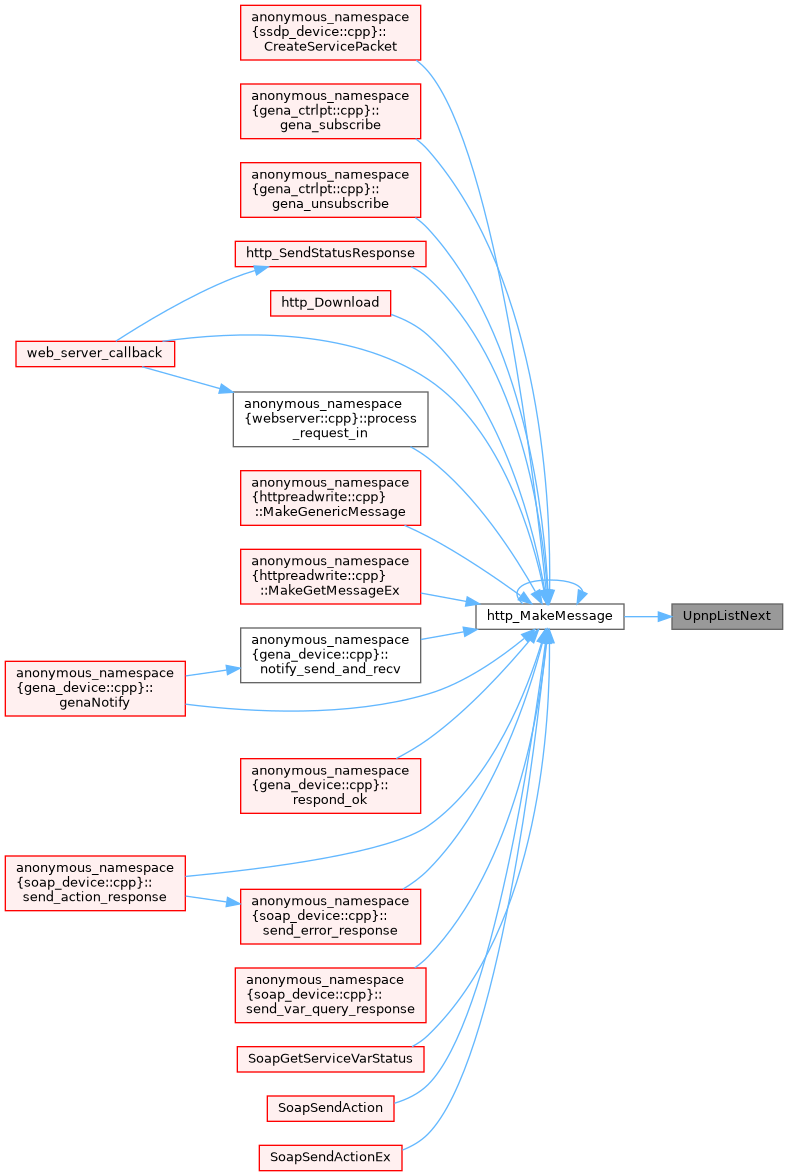 anonymous_namespace
{ssdp_device::cpp}::
CreateServicePacket
anonymous_namespace
{gena_ctrlpt::cpp}::
gena_subscribe
anonymous_namespace
{gena_ctrlpt::cpp}::
gena_unsubscribe
http_SendStatusResponse
http_Download
web_server_callback
anonymous_namespace
{webserver::cpp}::process
_request_in
anonymous_namespace
{httpreadwrite::cpp}
::MakeGenericMessage
anonymous_namespace
{httpreadwrite::cpp}
::MakeGetMessageEx
http_MakeMessage
UpnpListNext
anonymous_namespace
{gena_device::cpp}::
notify_send_and_recv
anonymous_namespace
{gena_device::cpp}::
genaNotify
anonymous_namespace
{gena_device::cpp}::
respond_ok
anonymous_namespace
{soap_device::cpp}::
send_action_response
anonymous_namespace
{soap_device::cpp}::
send_error_response
anonymous_namespace
{soap_device::cpp}::
send_var_query_response
SoapGetServiceVarStatus
SoapSendAction
SoapSendActionEx